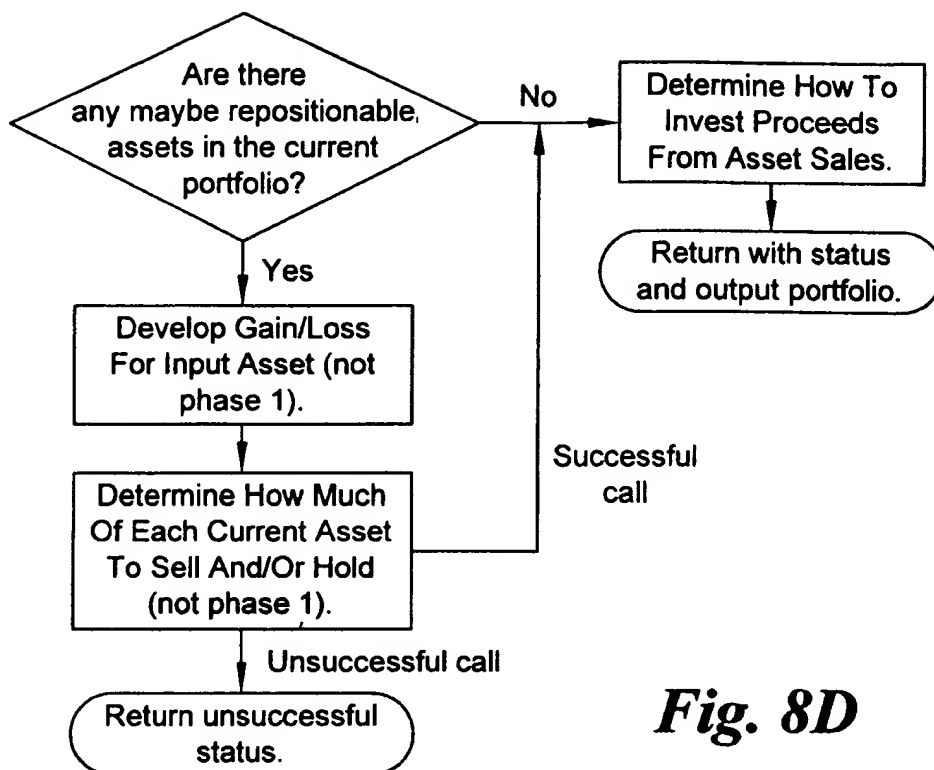 Are there
any maybe repositionable,
assets in the current
portfolio?
No
Determine How To
Invest Proceeds
From Asset Sales.
Return with status
and output portfolio.
Yes
Develop Gain/Loss
For Input Asset (not
phase 1).
Successful
call
Determine How Much
Of Each Current Asset
To Sell And/Or Hold
(not phase 1).
Unsuccessful call
Return unsuccessful
status.
Fig. 8D